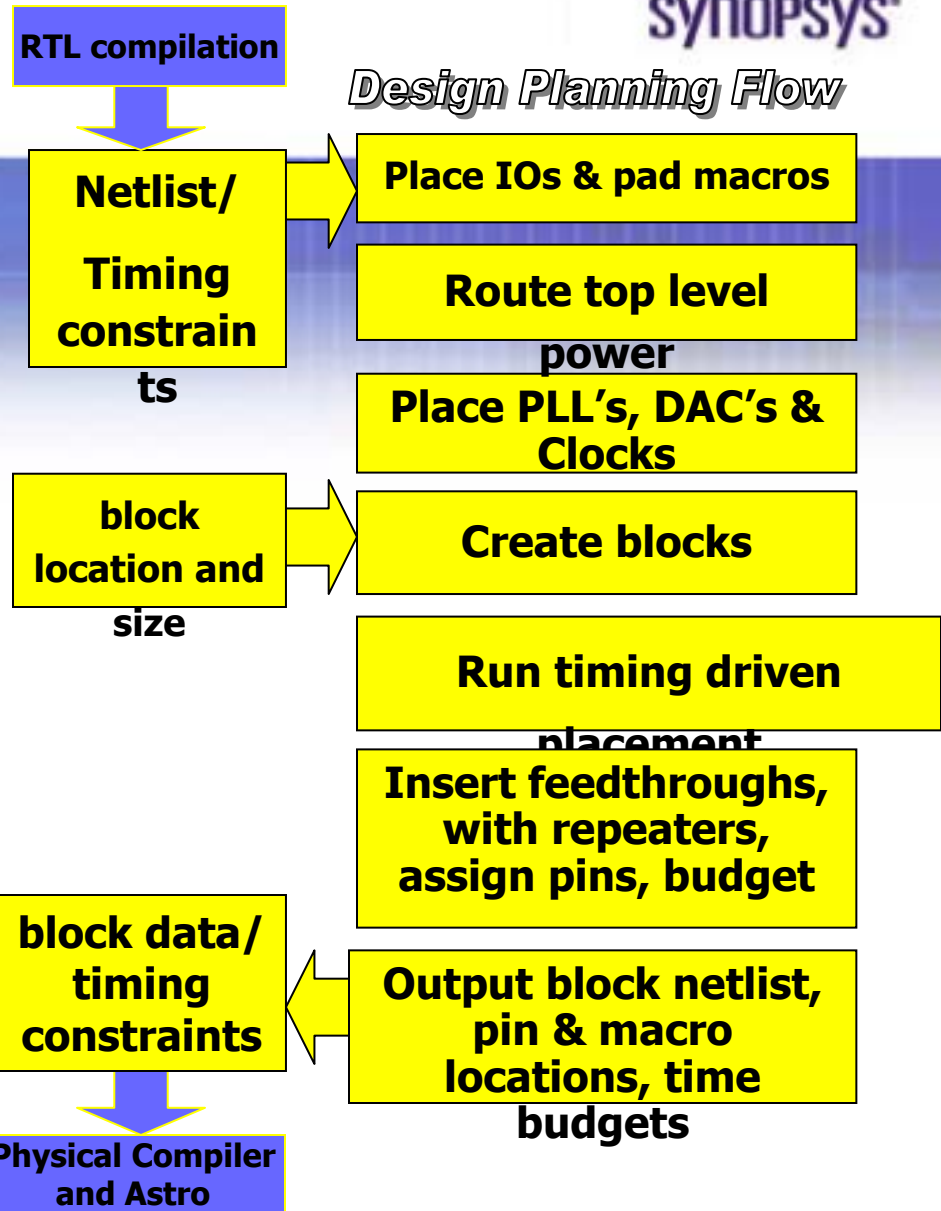 SYNOPSYS
RTL compilation
Design Planning Flow
Netlist/
Timing
constrain
ts
Place IOs & pad macros
Route top level
power
Place PLL’s, DAC’s &
Clocks
block
location and
size
Create blocks
Run timing driven
placement
Insert feedthroughs,
with repeaters,
assign pins, budget
block data/
timing
constraints
Output block netlist,
pin & macro
locations, time
budgets
Physical Compiler
and Astro